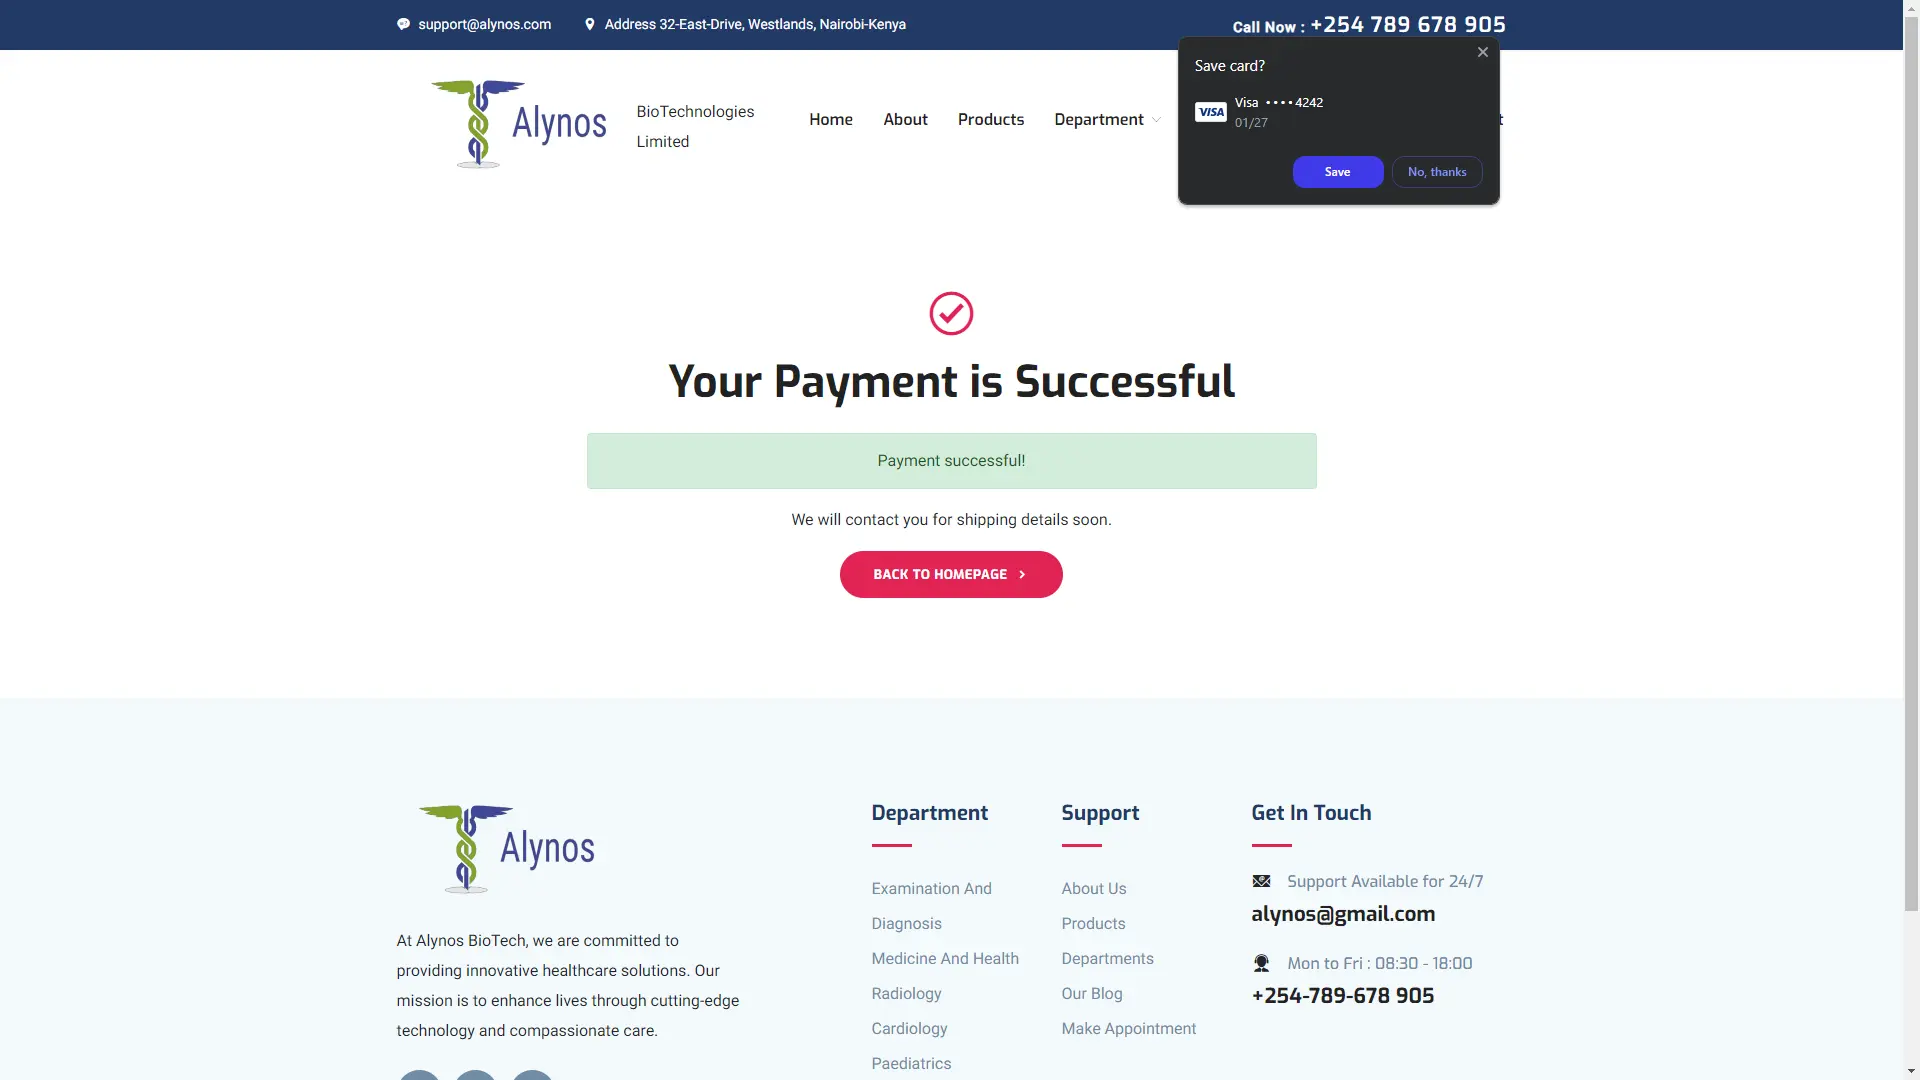 support@alynos.com
Address 32-East-Drive, Westlands, Nairobi-Kenya
Call Now : +254 789 678 905
Alynos
BioTechnologies
Limited
Home
About
Products
Department
Save card?
VISA
Visa ••••4242
01/27
Save
No, thanks
Your Payment is Successful
Payment successful!
We will contact you for shipping details soon.
BACK TO HOMEPAGE
Alynos
At Alynos BioTech, we are committed to
providing innovative healthcare solutions. Our
mission is to enhance lives through cutting-edge
technology and compassionate care.
Department
Examination And
Diagnosis
Medicine And Health
Radiology
Cardiology
Paediatrics
Support
About Us
Products
Departments
Our Blog
Make Appointment
Get In Touch
Support Available for 24/7
alynos@gmail.com
Mon to Fri : 08:30 - 18:00
+254-789-678 905